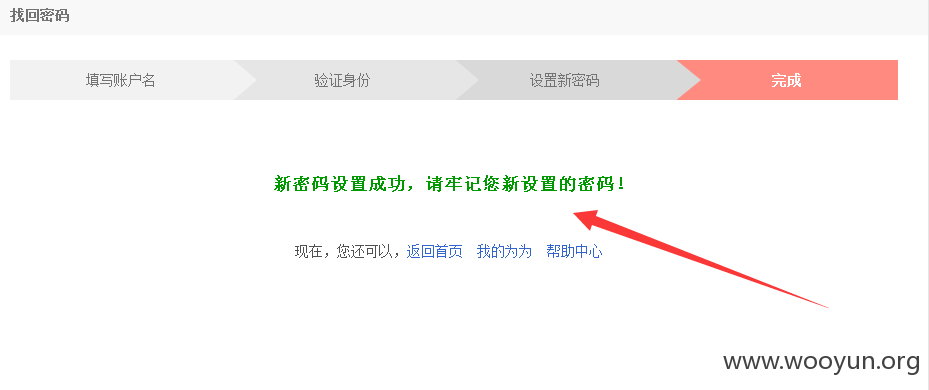 找回密码
填写账户名 验证身份 设置新密码 完成
新密码设置成功，请牢记您新设置的密码！
现在，您还可以，返回首页 我的为为 帮助中心
www.wooyun.org